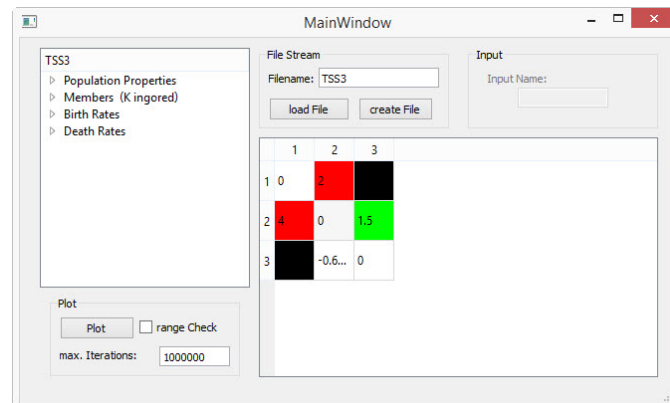 MainWindow
TSS3
Population Properties
Members (K ingored)
Birth Rates
Death Rates
File Stream
Filename: TSS3
load File create File
Input
Input Name:
1 2 3
1 0 2
2 4 0 1.5
3 -0.6... 0
Plot
Plot range Check
max. Iterations: 1000000